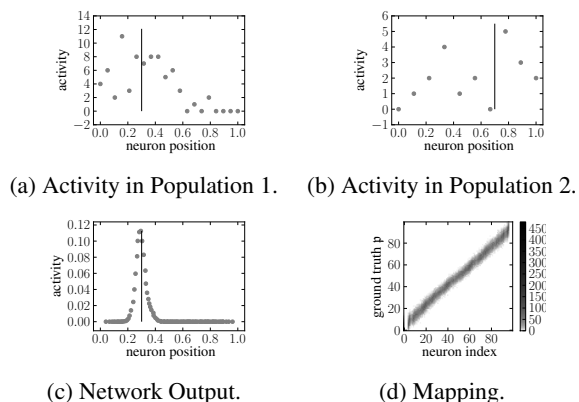 14
12
10
8
6
4
2
0
−2
activity
0.0 0.2 0.4 0.6 0.8 1.0
neuron position
(a) Activity in Population 1.
6
5
4
3
2
1
0
−1
activity
0.0 0.2 0.4 0.6 0.8 1.0
neuron position
(b) Activity in Population 2.
0.12
0.10
0.08
0.06
0.04
0.02
0.00
activity
0.0 0.2 0.4 0.6 0.8 1.0
neuron position
(c) Network Output.
80
60
40
20
0
ground truth p
0 20 40 60 80
neuron index
450
400
350
300
250
200
150
100
50
0
(d) Mapping.